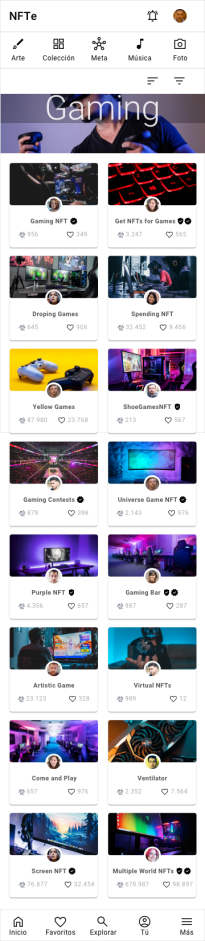 NFTe
Arte Colección Meta Música Foto
Gaming
Gaming NFT Get NFTs for Games
956 349 3.247 565
Droping Games Spending NFT
645 909 32.452 9.456
Yellow Games ShoeGamesNFT
87.980 23.768 213 567
Gaming Contests Universe Game NFT
879 398 2.143 976
Purple NFT Gaming Bar
4.356 657 987 287
Artistic Game Virtual NFTs
23.123 328 989 12
Come and Play Ventilator
657 976 2.352 7.564
Screen NFT Multiple World NFTs
76.877 32.454 678.987 98.897
Inicio Favoritos Explorar Tú Más